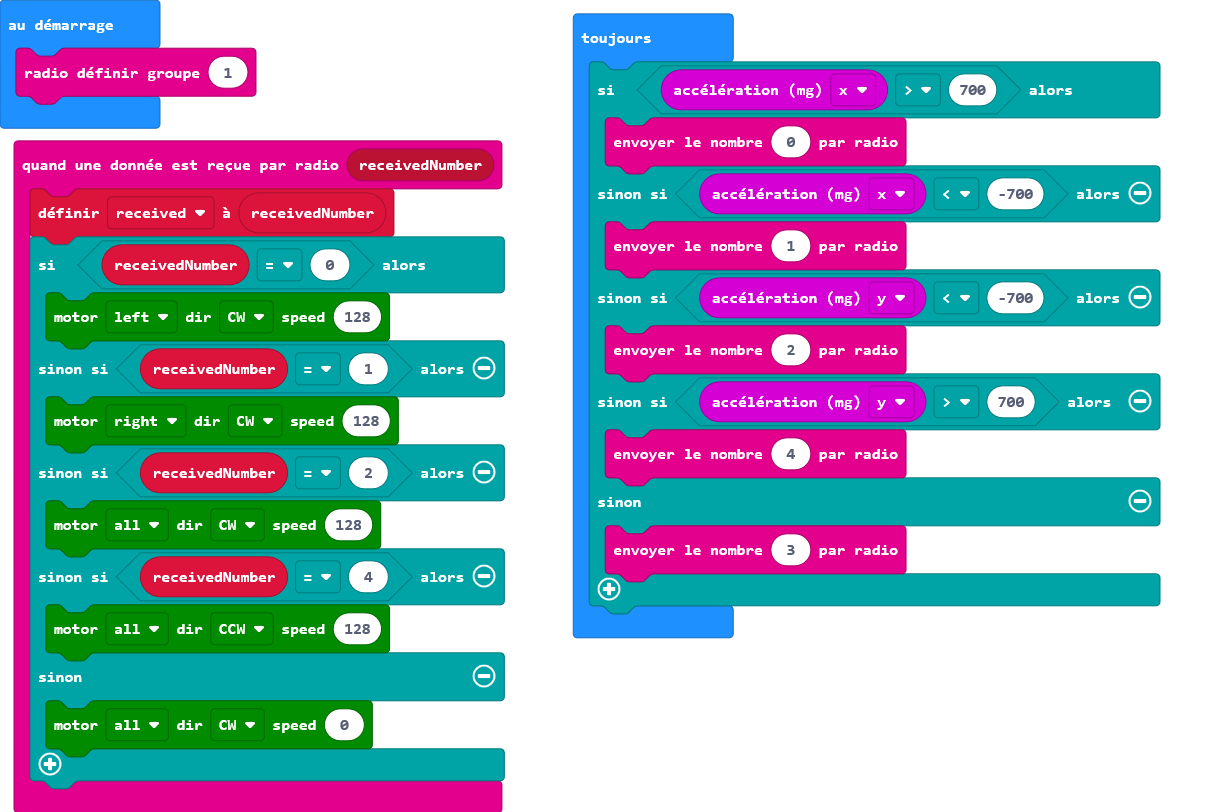 au démarrage
radio définir groupe 1
quand une donnée est reçue par radio receivedNumber
définir received à receivedNumber
si receivedNumber = 0 alors
motor left dir CW speed 128
sinon si receivedNumber = 1 alors
motor right dir CW speed 128
sinon si receivedNumber = 2 alors
motor all dir CW speed 128
sinon si receivedNumber = 4 alors
motor all dir CCW speed 128
sinon
motor all dir CW speed 0
toujours
si accélération (mg) x > 700 alors
envoyer le nombre 0 par radio
sinon si accélération (mg) x < -700 alors
envoyer le nombre 1 par radio
sinon si accélération (mg) y < -700 alors
envoyer le nombre 2 par radio
sinon si accélération (mg) y > 700 alors
envoyer le nombre 4 par radio
sinon
envoyer le nombre 3 par radio